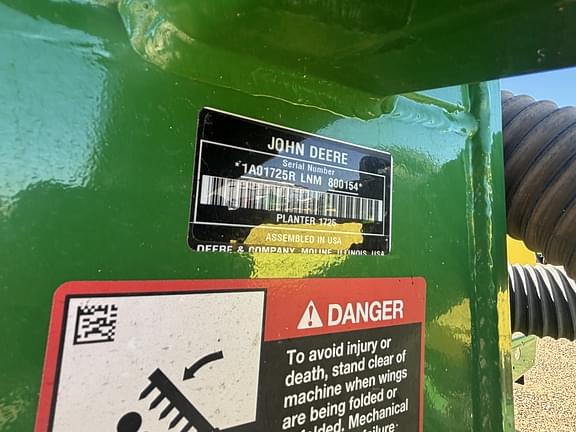 JOHN DEERE
Serial Number
*1A01725R LNM 800154*
PLANTER 1725
ASSEMBLED IN USA
DEERE & COMPANY, MOLINE, ILLINOIS, USA
DANGER
To avoid injury or
death, stand clear of
machine when wings
are being folded or
Mechanical